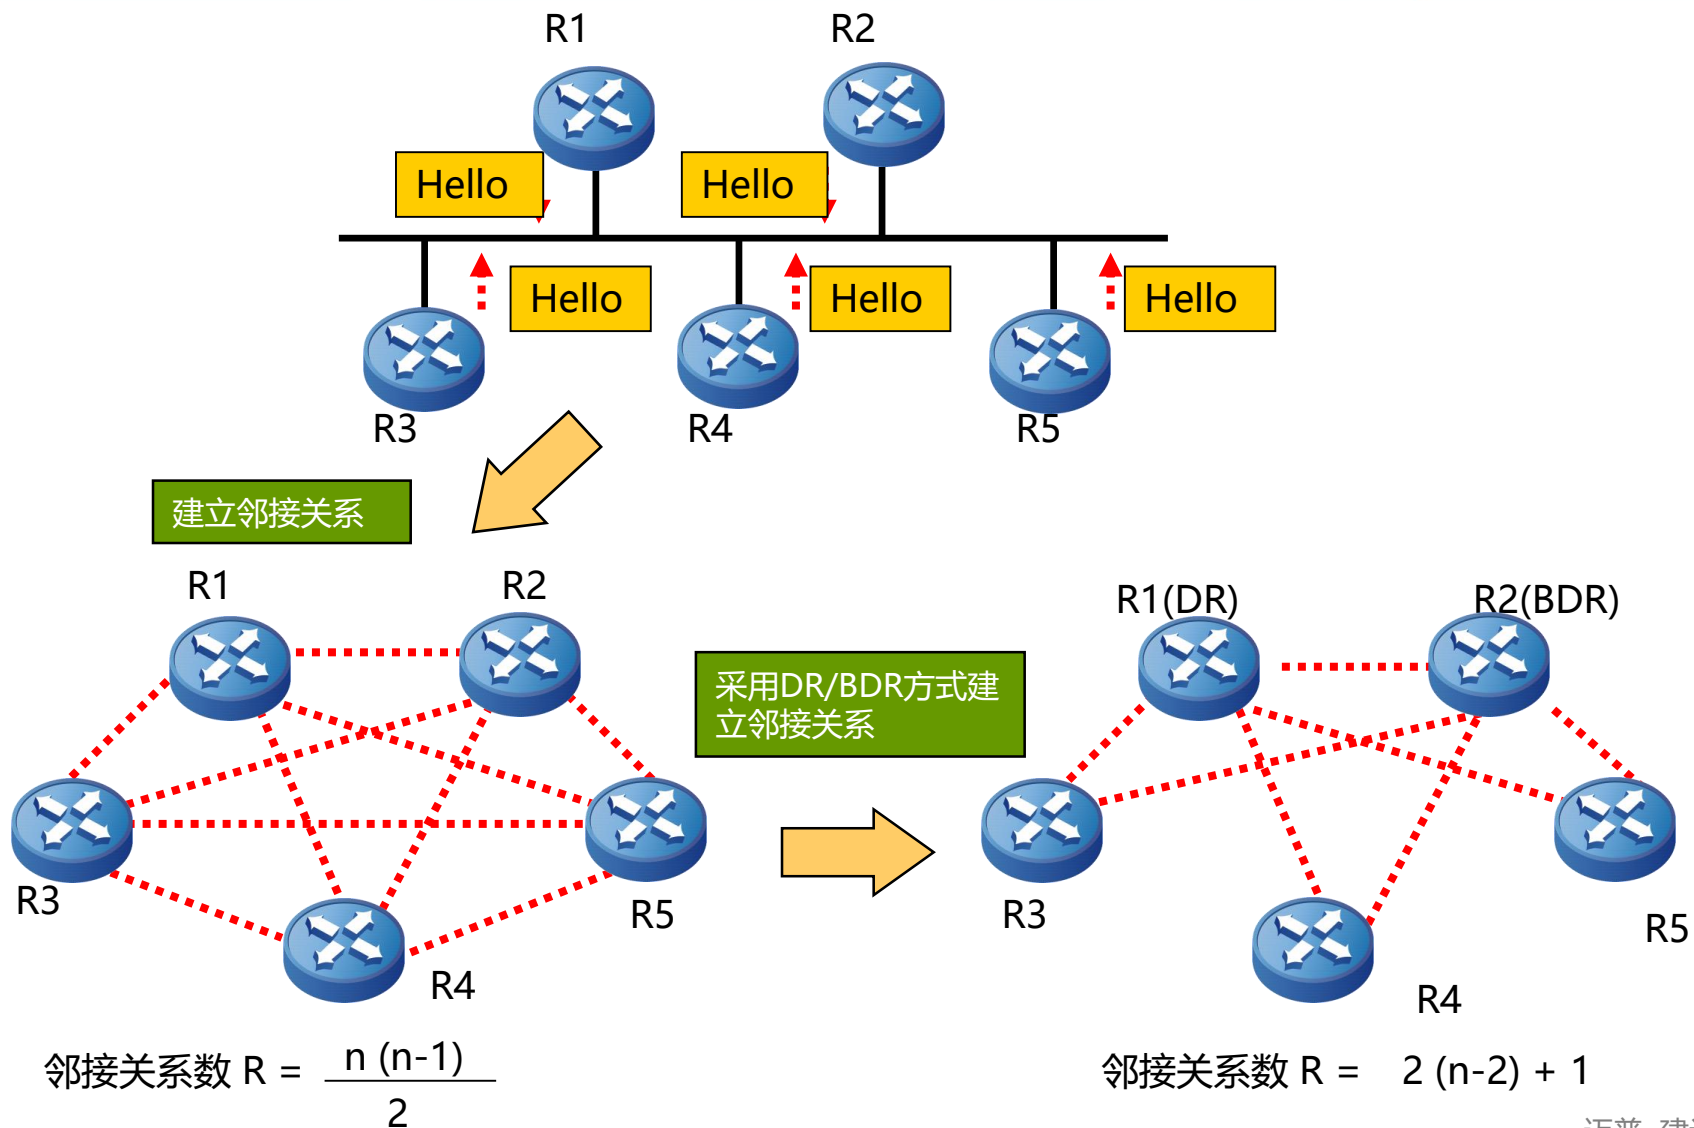 R1
R2
Hello
Hello
Hello
Hello
Hello
R3
R4
R5
建立邻接关系
R1
R2
R1(DR)
R2(BDR)
采用DR/BDR方式建
立邻接关系
R3
R5
R4
R3
R5
R4
邻接关系数 R = n (n-1)
2
邻接关系数 R = 2 (n-2) + 1